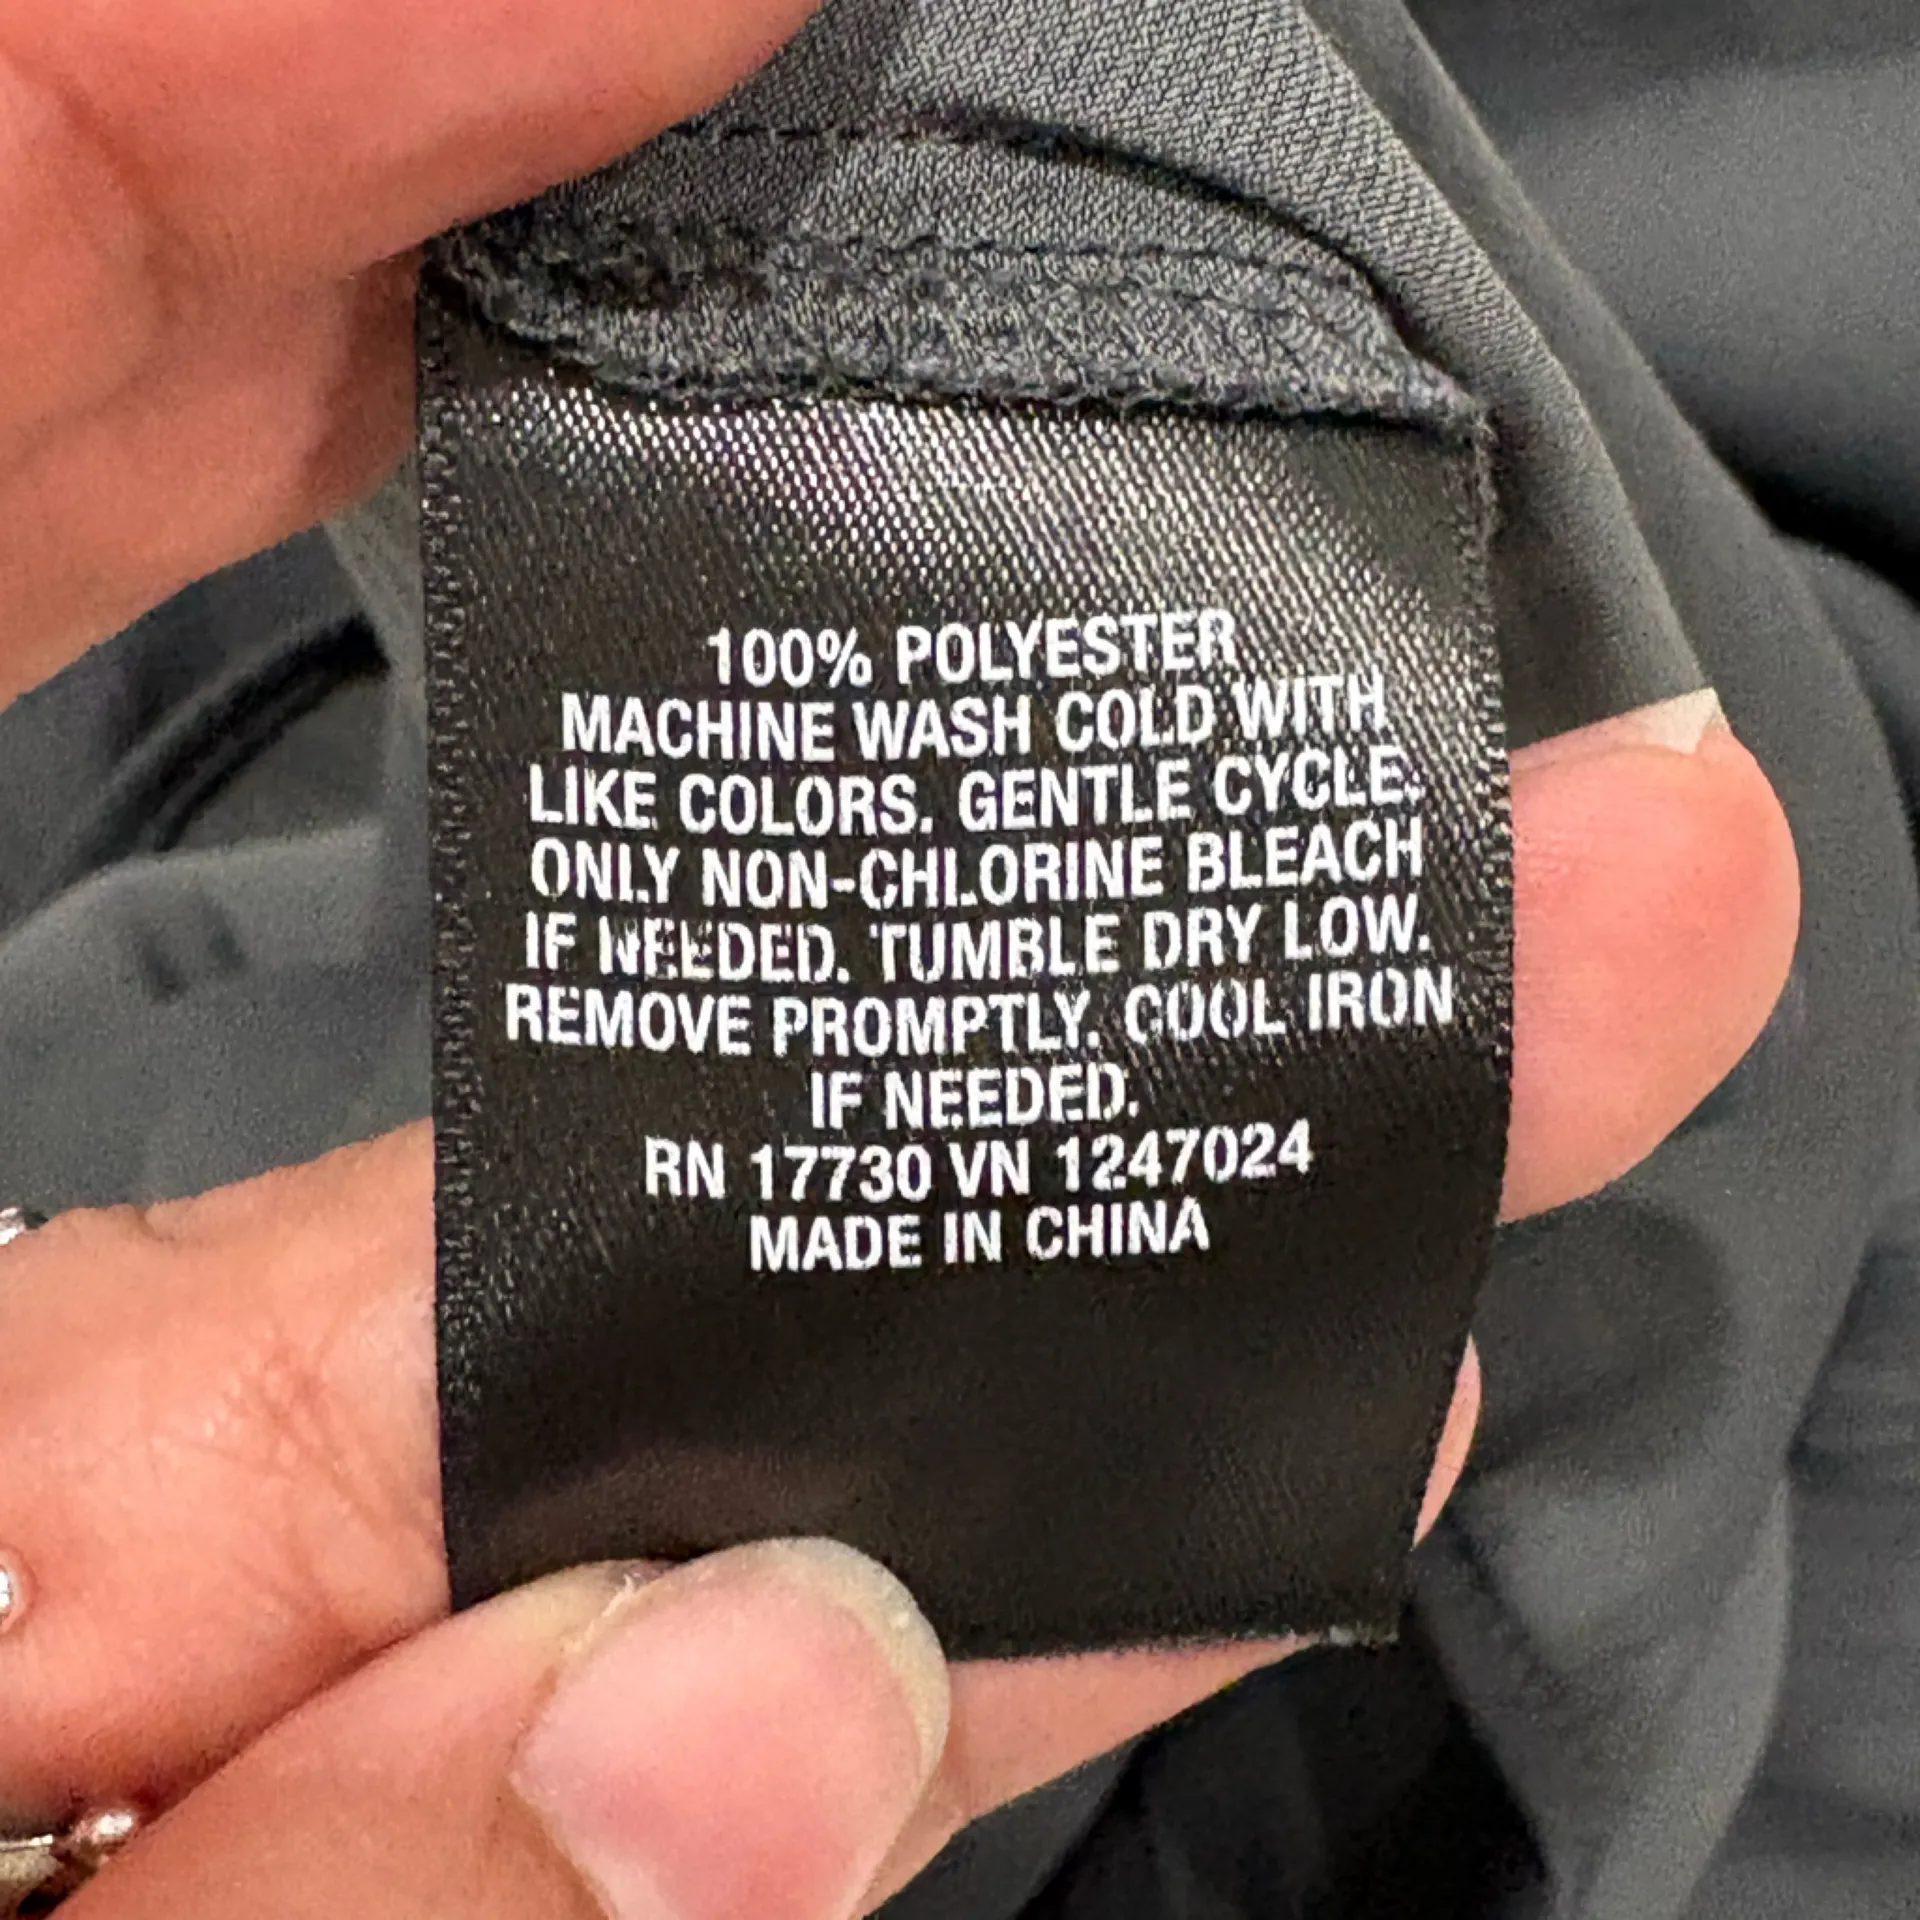 100% POLYESTER
MACHINE WASH COLD WITH
LIKE COLORS. GENTLE CYCLE.
ONLY NON-CHLORINE BLEACH
IF NEEDED. TUMBLE DRY LOW.
REMOVE PROMPTLY. COOL IRON
IF NEEDED.
RN 17730 VN 1247024
MADE IN CHINA